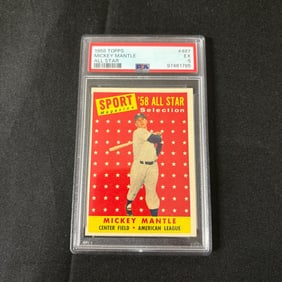 1958 TOPPS #487
MICKEY MANTLE EX
ALL STAR 5
PSA
SPORT
Magazine
'58 ALL STAR
Selection
MICKEY MANTLE
CENTER FIELD • AMERICAN LEAGUE